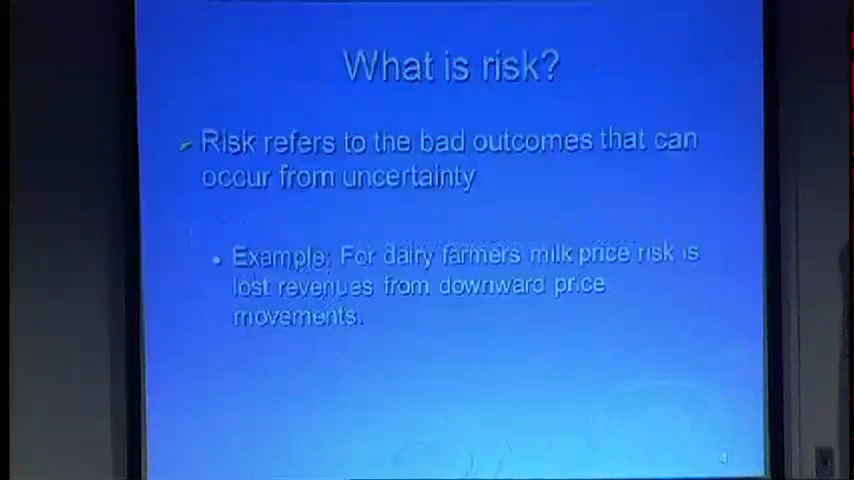 What is risk?
Risk refers to the bad outcomes that can
occur from uncertainty
Example: For dairy farmers milk price risk is
lost revenues from downward price
movements.
4